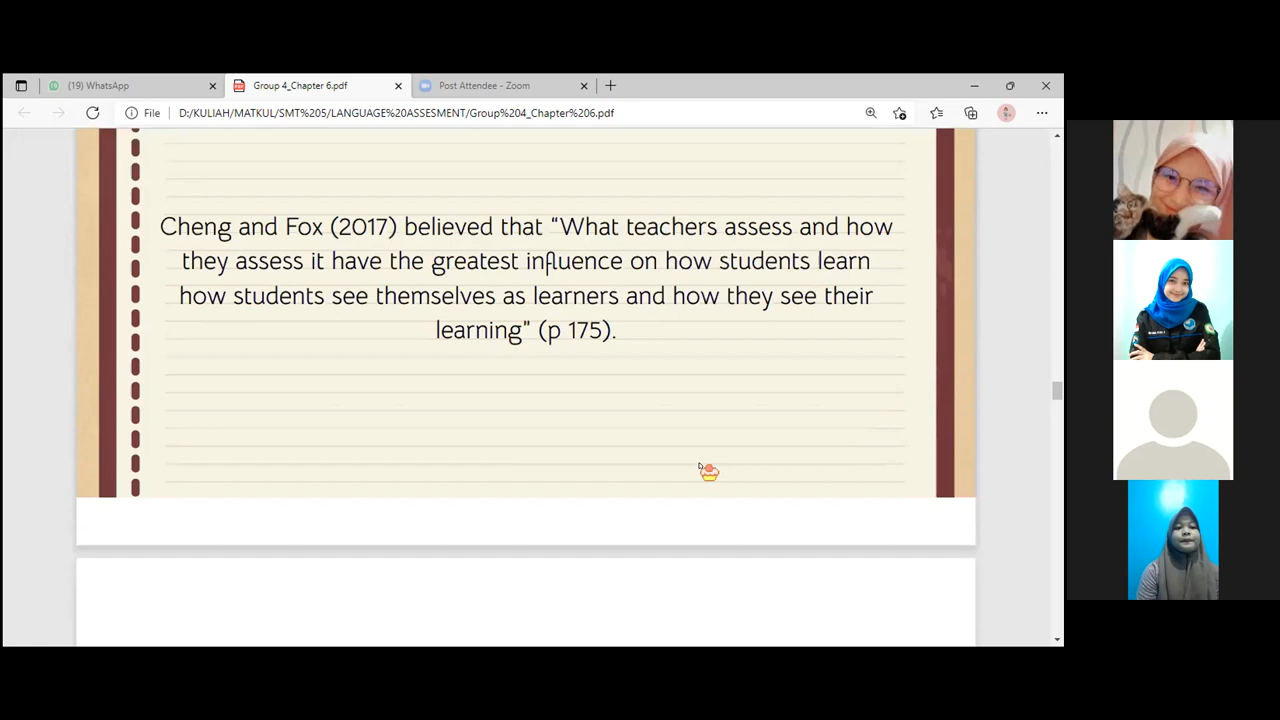 (19) WhatsApp
Group 4_Chapter 6.pdf
Post Attendee - Zoom
File
D:/KULIAH/MATKUL/SMT%205/LANGUAGE%20ASSESMENT/Group%204_Chapter%206.pdf
Cheng and Fox (2017) believed that “What teachers assess and how
they assess it have the greatest influence on how students learn
how students see themselves as learners and how they see their
learning” (p 175).